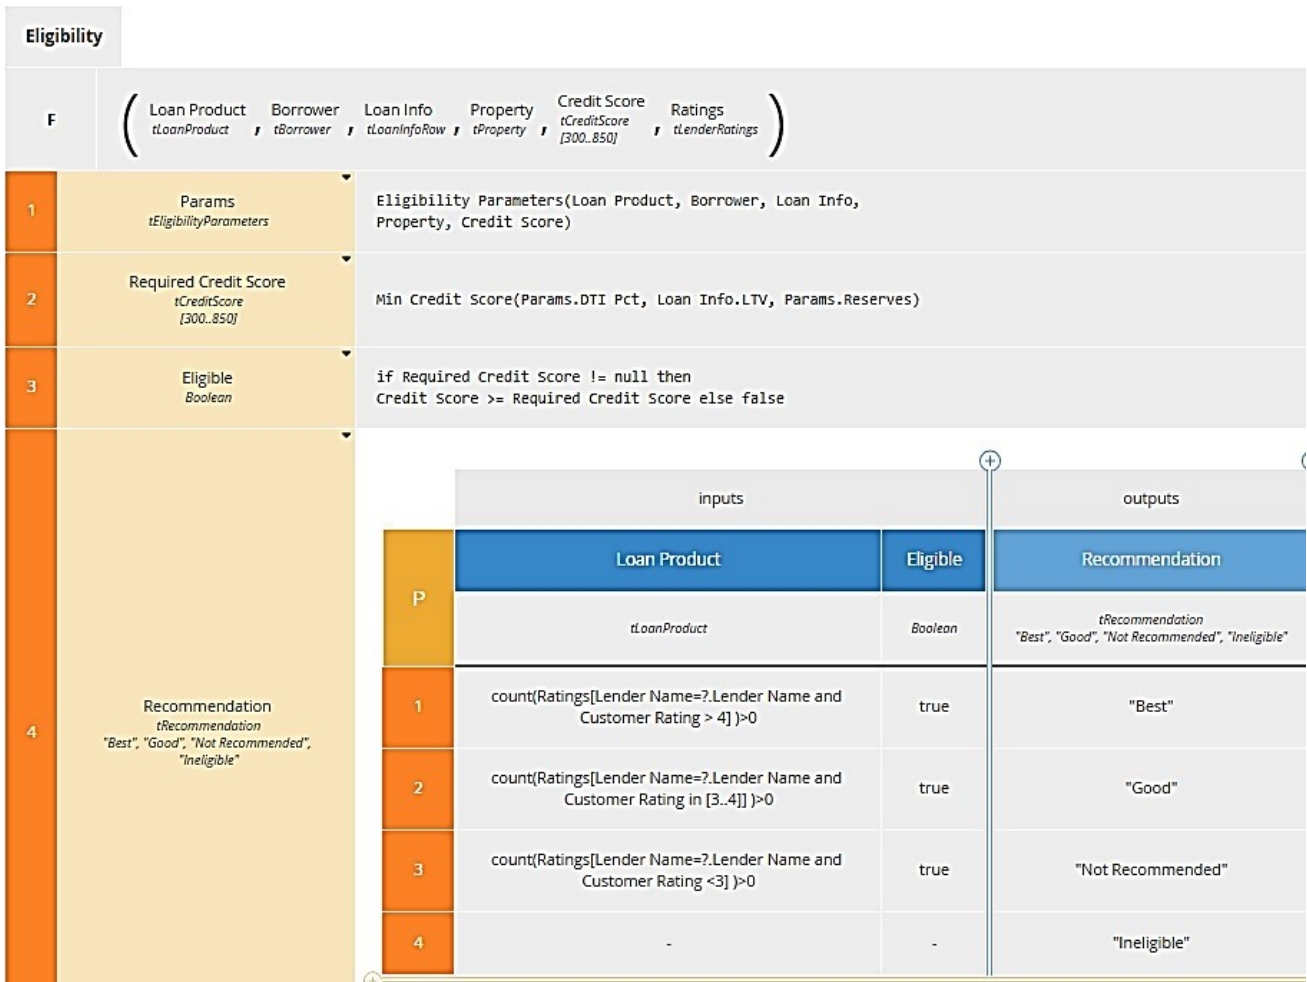 Eligibility
F
( Loan Product , Borrower , Loan Info , Property , Credit Score , Ratings )
tLoanProduct tBorrower tLoanInfoRow tProperty tCreditScore tLenderRatings
[300..850]
1
Params
tEligibilityParameters
Eligibility Parameters(Loan Product, Borrower, Loan Info,
Property, Credit Score)
2
Required Credit Score
tCreditScore
[300..850]
Min Credit Score(Params.DTI Pct, Loan Info.LTV, Params.Reserves)
3
Eligible
Boolean
if Required Credit Score != null then
Credit Score >= Required Credit Score else false
4
Recommendation
tRecommendation
"Best", "Good", "Not Recommended",
"Ineligible"
inputs outputs
P
Loan Product Eligible Recommendation
tLoanProduct Boolean tRecommendation
"Best", "Good", "Not Recommended", "Ineligible"
1
count(Ratings[Lender Name=?.Lender Name and
Customer Rating > 4] )>0
true
"Best"
2
count(Ratings[Lender Name=?.Lender Name and
Customer Rating in [3..4]] )>0
true
"Good"
3
count(Ratings[Lender Name=?.Lender Name and
Customer Rating <3] )>0
true
"Not Recommended"
4
-
-
"Ineligible"